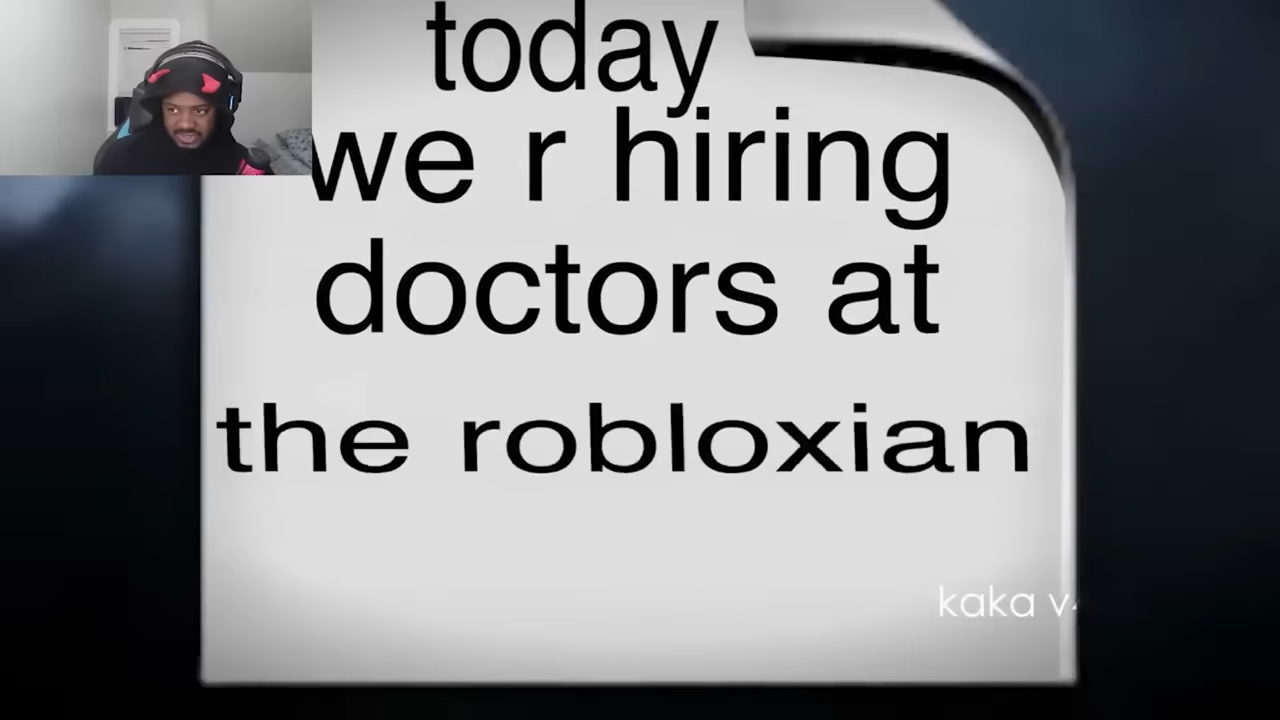 today
we r hiring
doctors at
the robloxian
kaka v